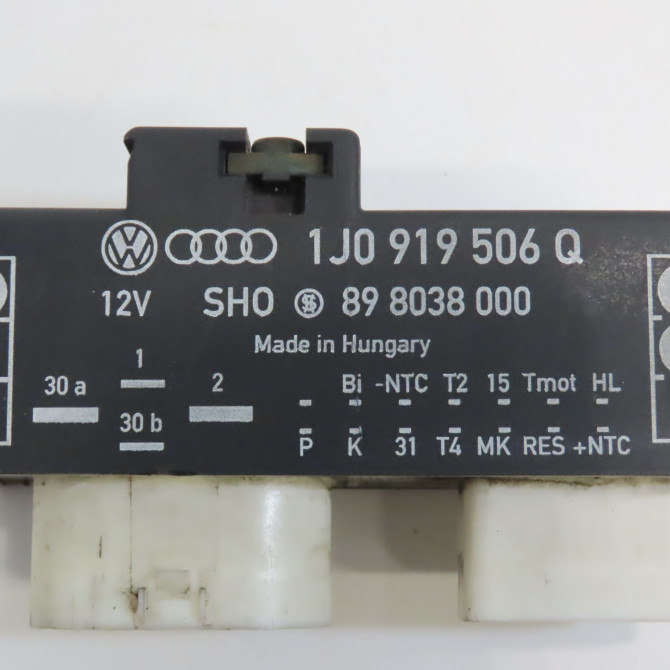 1J0 919 506 Q
12V SHO 89 8038 000
Made in Hungary
1
30 a 2 Bi -NTC T2 15 Tmot HL
30 b
P K 31 T4 MK RES +NTC